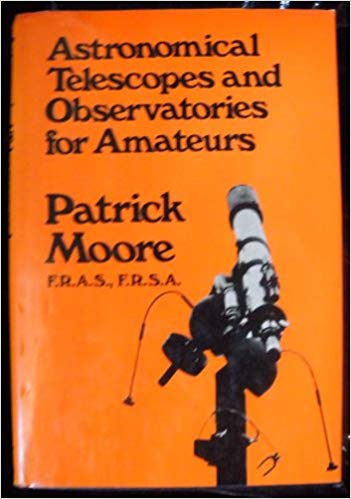 Astronomical
Telescopes and
Observatories
for Amateurs
Patrick
Moore
F.R.A.S., F.R.S.A.